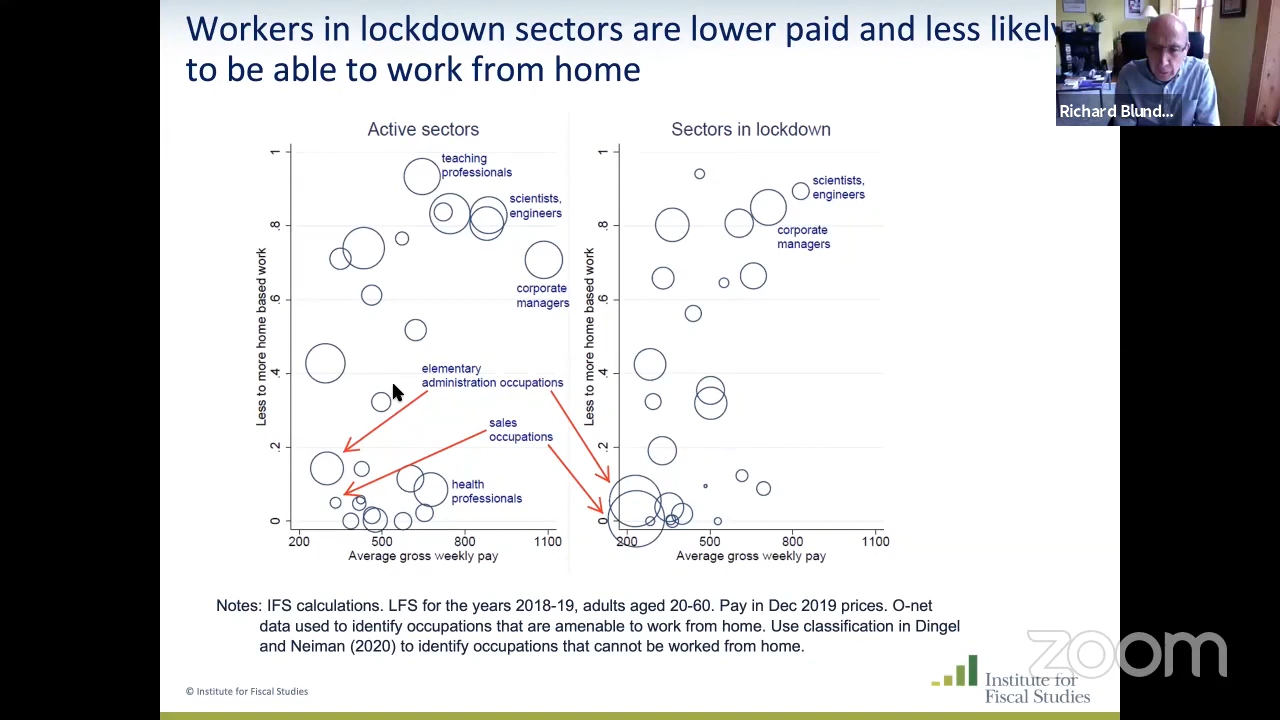 Workers in lockdown sectors are lower paid and less likely
to be able to work from home
Richard Blund...
Active sectors
Less to more home based work
1
.8
.6
.4
.2
0
teaching
professionals
scientists,
engineers
corporate
managers
elementary
administration occupations
sales
occupations
health
professionals
200
500
800
1100
Average gross weekly pay
Sectors in lockdown
Less to more home based work
1
.8
.6
.4
.2
0
scientists,
engineers
corporate
managers
200
500
800
1100
Average gross weekly pay
Notes: IFS calculations. LFS for the years 2018-19, adults aged 20-60. Pay in Dec 2019 prices. O-net
data used to identify occupations that are amenable to work from home. Use classification in Dingel
and Neiman (2020) to identify occupations that cannot be worked from home.
zoom
© Institute for Fiscal Studies
Institute for
Fiscal Studies